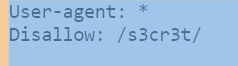 User-agent: *
Disallow: /s3cr3t/